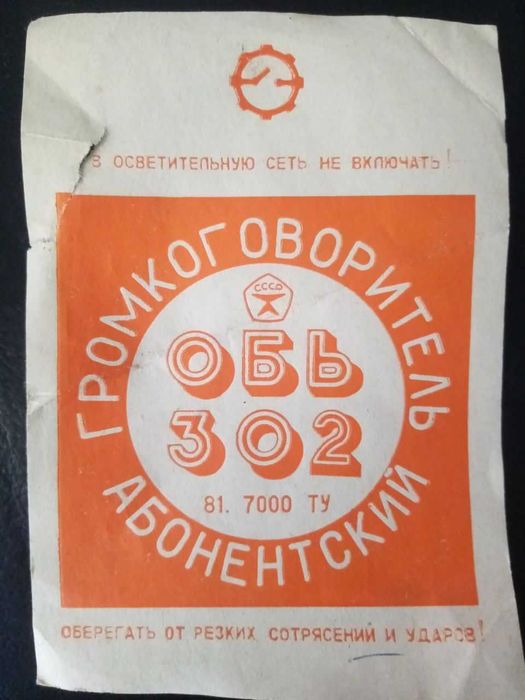 В ОСВЕТИТЕЛЬНУЮ СЕТЬ НЕ ВКЛЮЧАТЬ!
ГРОМКОГОВОРИТЕЛЬ
СССР
ОБЬ
302
81. 7000 ТУ
АБОНЕНТСКИЙ
ОБЕРЕГАТЬ ОТ РЕЗКИХ СОТРЯСЕНИЙ И УДАРОВ!